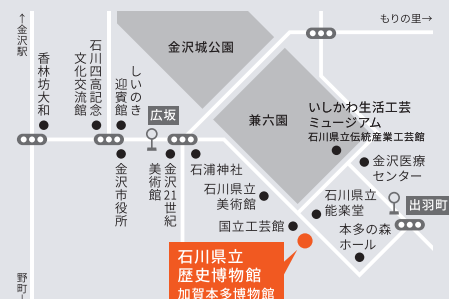 ↑金沢駅
もりの里→
香林坊大和
石川四高記念
文化交流館
しいのき
迎賓館
広坂
金沢城公園
兼六園
いしかわ生活工芸
ミュージアム
石川県立伝統産業工芸館
金沢医療
センター
出羽町
金沢市役所
金沢21世紀
美術館
石浦神社
石川県立
美術館
国立工芸館
石川県立
能楽堂
本多の森
ホール
石川県立
歴史博物館
加賀本多博物館
野町